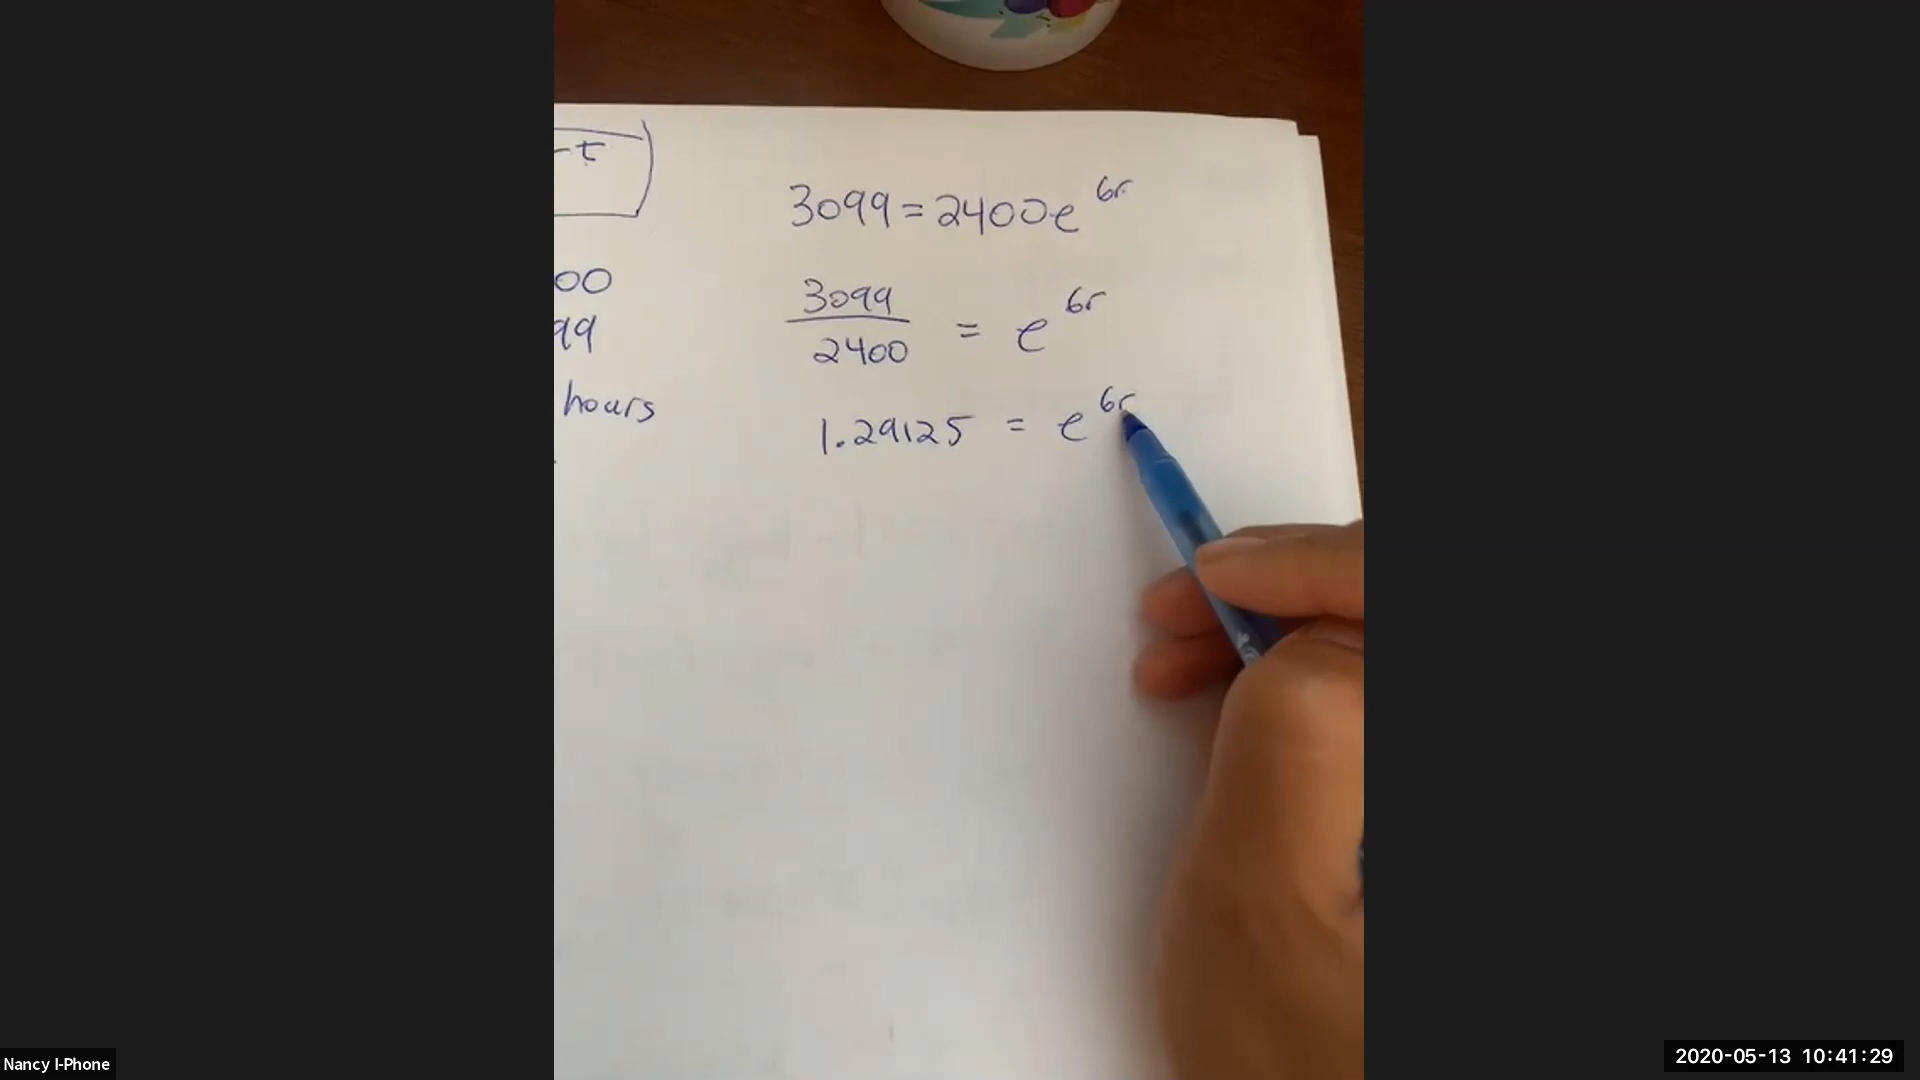 -t
3099 = 2400e^6r
00
3099
2400 = e^6r
99
hours
1.29125 = e^6r
Nancy I-Phone
2020-05-13 10:41:29